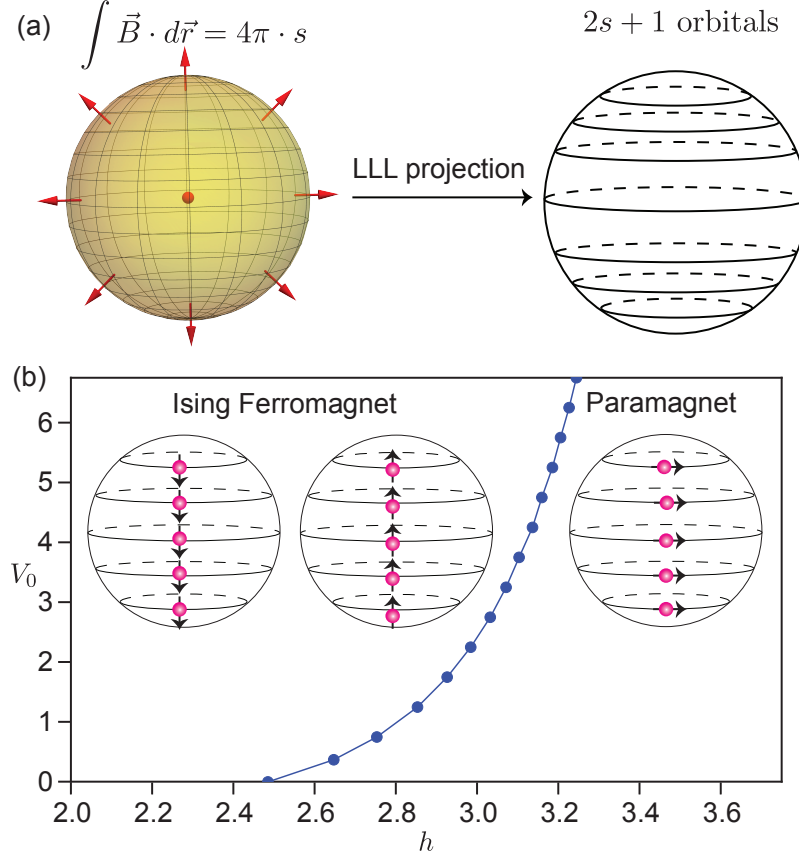 (a)
∫ B⃗ · dr⃗ = 4π · s
2s + 1 orbitals
LLL projection
(b)
Ising Ferromagnet
Paramagnet
6
5
4
V₀
3
2
1
0
2.0 2.2 2.4 2.6 2.8 3.0 3.2 3.4 3.6
h